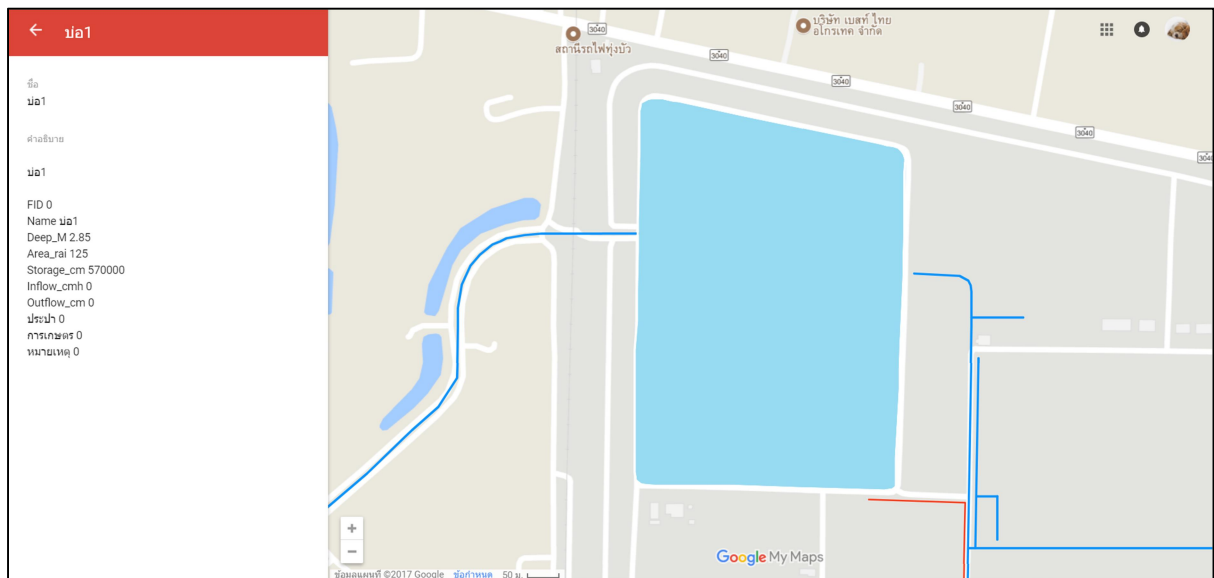 บ่อ1
ชื่อ
บ่อ1
คำอธิบาย
บ่อ1
FID 0
Name บ่อ1
Deep_M 2.85
Area_rai 125
Storage_cm 570000
Inflow_cmh 0
Outflow_cm 0
ประปา 0
การเกษตร 0
หมายเหตุ 0
3040
สถานีรถไฟทุ่งบัว
บริษัท เบสท์ ไทย
อโกรเทค จำกัด
3040
3040
3040
3040
3040
Google My Maps
ข้อมูลแผนที่ ©2017 Google ข้อกำหนด 50 ม.